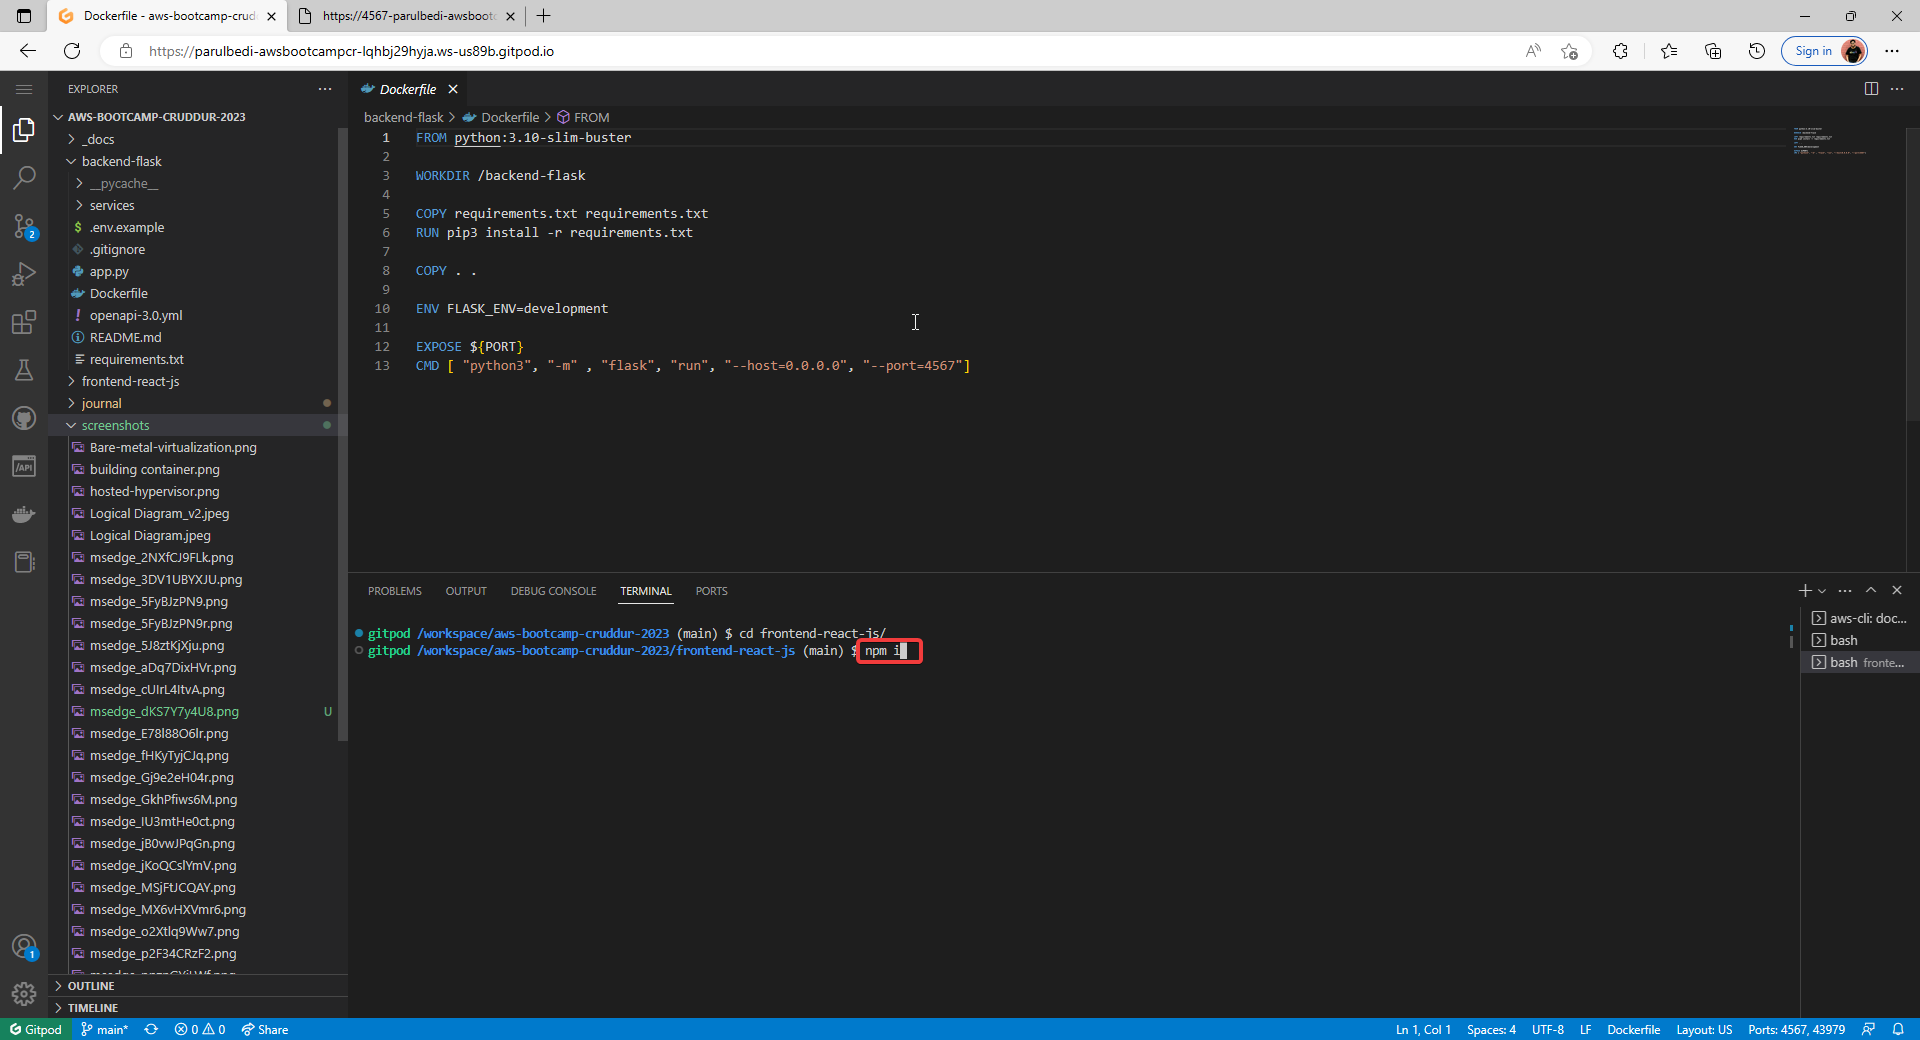 Dockerfile - aws-bootcamp-crud
https://4567-parulbedi-awsboot
https://parulbedi-awsbootcampcr-lqhbj29hyja.ws-us89b.gitpod.io
Sign in
EXPLORER
AWS-BOOTCAMP-CRUDDUR-2023
_docs
backend-flask
__pycache__
services
.env.example
.gitignore
app.py
Dockerfile
openapi-3.0.yml
README.md
requirements.txt
frontend-react-js
journal
screenshots
Bare-metal-virtualization.png
building container.png
hosted-hypervisor.png
Logical Diagram_v2.jpeg
Logical Diagram.jpeg
msedge_2NXfCJ9FLk.png
msedge_3DV1UBYXJU.png
msedge_5FyBJzPN9.png
msedge_5FyBJzPN9r.png
msedge_5J8ztKjXju.png
msedge_aDq7DixHVr.png
msedge_cUIrL4ItvA.png
msedge_dKS7Y7y4U8.png U
msedge_E78l88O6lr.png
msedge_fHKyTyjCJq.png
msedge_Gj9e2eH04r.png
msedge_GkhPfiws6M.png
msedge_IU3mtHe0ct.png
msedge_jB0vwJPqGn.png
msedge_jKoQCslYmV.png
msedge_MSjFtJCQAY.png
msedge_MX6vHXVmr6.png
msedge_o2Xtlq9Ww7.png
msedge_p2F34CRzF2.png
OUTLINE
TIMELINE
2
1
/API
Dockerfile
backend-flask > Dockerfile > FROM
1 FROM python:3.10-slim-buster
2
3 WORKDIR /backend-flask
4
5 COPY requirements.txt requirements.txt
6 RUN pip3 install -r requirements.txt
7
8 COPY . .
9
10 ENV FLASK_ENV=development
11
12 EXPOSE ${PORT}
13 CMD [ "python3", "-m" , "flask", "run", "--host=0.0.0.0", "--port=4567"]
PROBLEMS OUTPUT DEBUG CONSOLE TERMINAL PORTS
gitpod /workspace/aws-bootcamp-cruddur-2023 (main) $ cd frontend-react-js/
gitpod /workspace/aws-bootcamp-cruddur-2023/frontend-react-js (main) $ npm i
aws-cli: doc...
bash
bash fronte...
Gitpod main* 0 0 Share
Ln 1, Col 1 Spaces: 4 UTF-8 LF Dockerfile Layout: US Ports: 4567, 43979